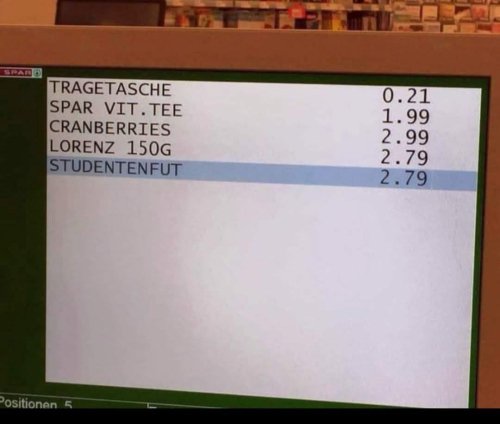 SPAR
TRAGETASCHE 0.21
SPAR VIT.TEE 1.99
CRANBERRIES 2.99
LORENZ 150G 2.79
STUDENTENFUT 2.79
Positionen 5